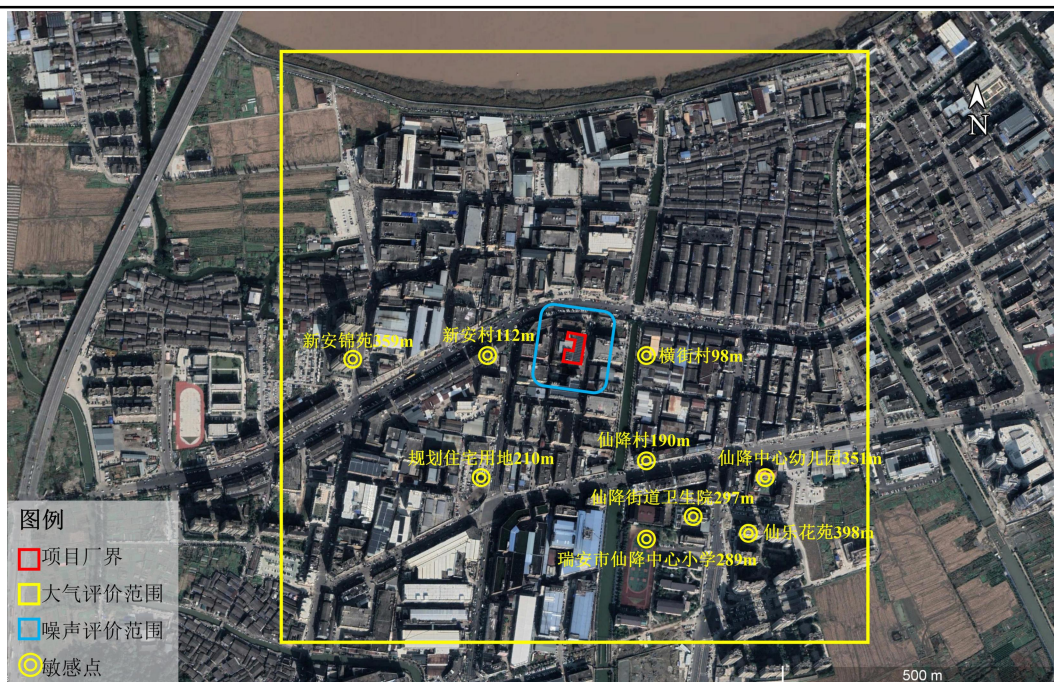 N
新安锦苑359m
新安村112m
横街村98m
仙降村190m
规划住宅用地210m
仙降中心幼儿园351m
仙降街道卫生院297m
仙乐花苑398m
瑞安市仙降中心小学289m
图例
项目厂界
大气评价范围
噪声评价范围
敏感点
500 m